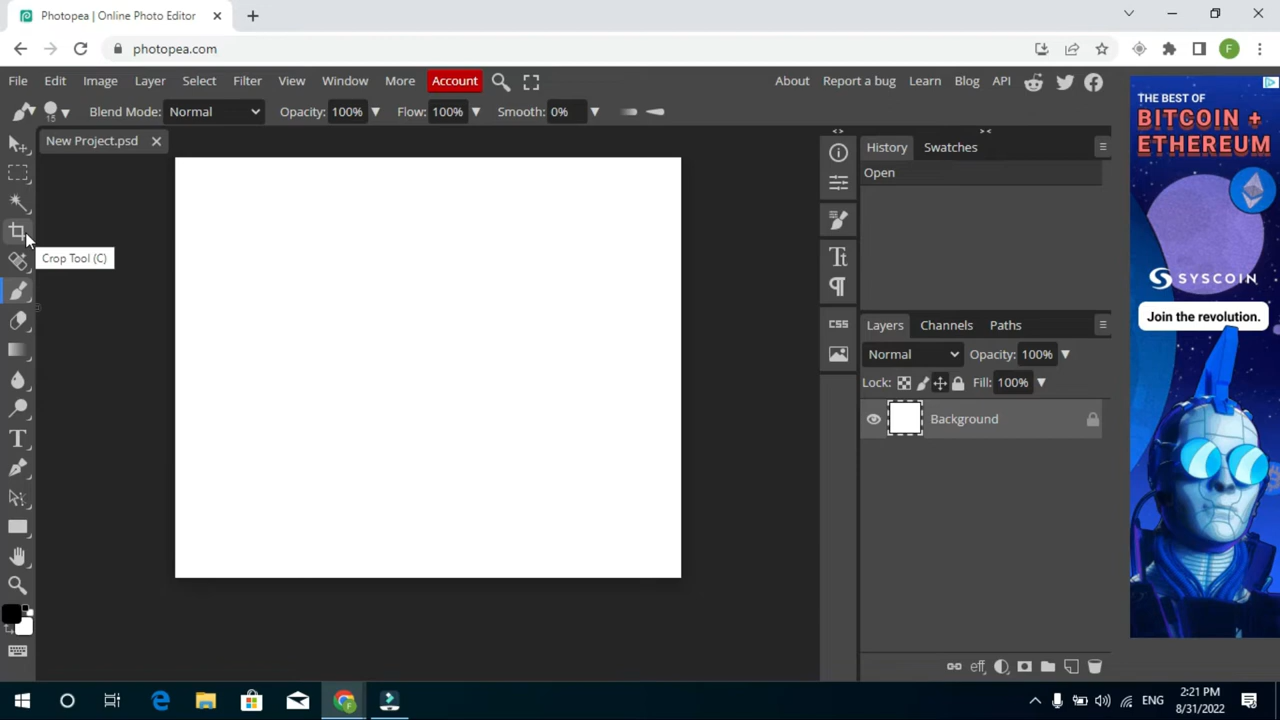 Photopea | Online Photo Editor
photopea.com
F
File Edit Image Layer Select Filter View Window More Account About Report a bug Learn Blog API
15 Blend Mode: Normal Opacity: 100% Flow: 100% Smooth: 0%
New Project.psd
Crop Tool (C)
History Swatches
Open
CSS
Layers Channels Paths
Normal Opacity: 100%
Lock: Fill: 100%
Background
eff
THE BEST OF
BITCOIN +
ETHEREUM
SYSCOIN
Join the revolution.
ENG
2:21 PM
8/31/2022